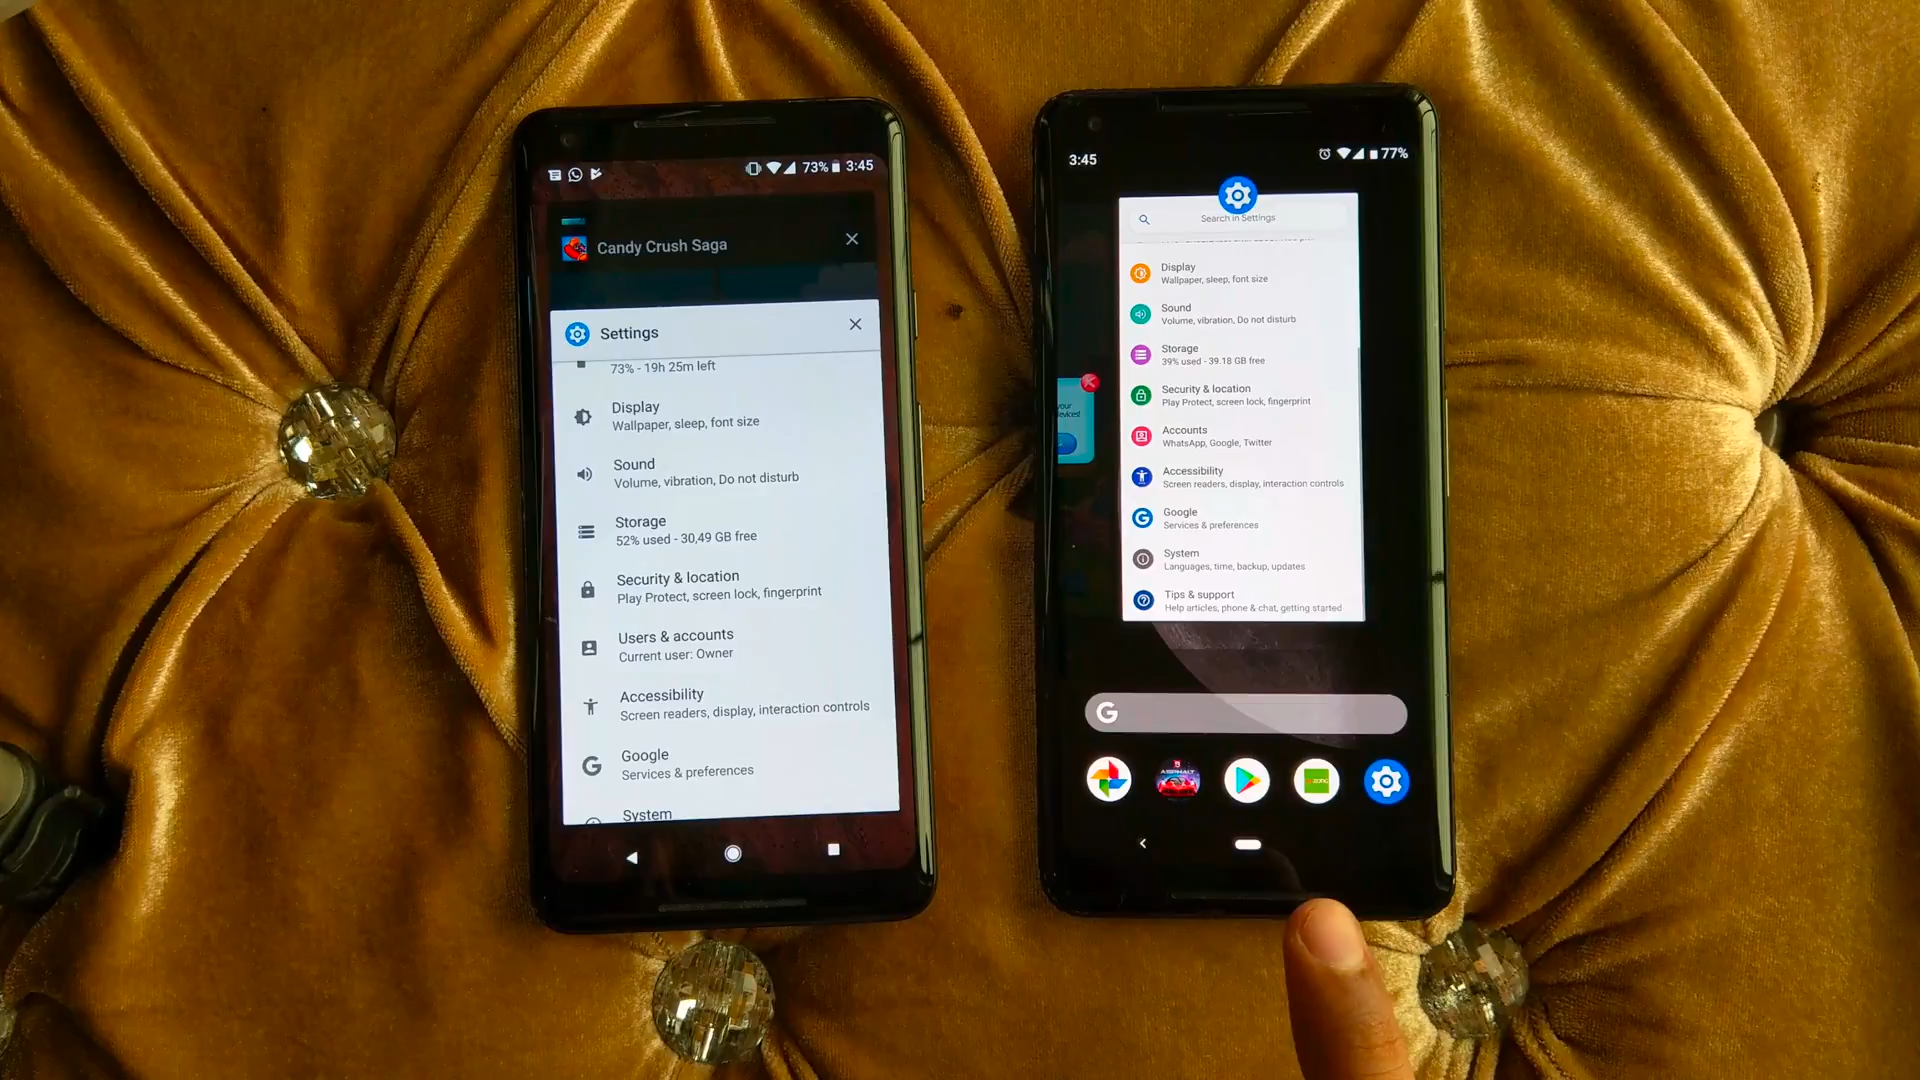 73% 3:45
Candy Crush Saga
Settings
73% - 19h 25m left
Display
Wallpaper, sleep, font size
Sound
Volume, vibration, Do not disturb
Storage
52% used - 30,49 GB free
Security & location
Play Protect, screen lock, fingerprint
Users & accounts
Current user: Owner
Accessibility
Screen readers, display, interaction controls
Google
Services & preferences
System
3:45 77%
Search in Settings
Display
Wallpaper, sleep, font size
Sound
Volume, vibration, Do not disturb
Storage
39% used - 39.18 GB free
Security & location
Play Protect, screen lock, fingerprint
Accounts
WhatsApp, Google, Twitter
Accessibility
Screen readers, display, interaction controls
Google
Services & preferences
System
Languages, time, backup, updates
Tips & support
Help articles, phone & chat, getting started
your
devices!
G
ASPHALT